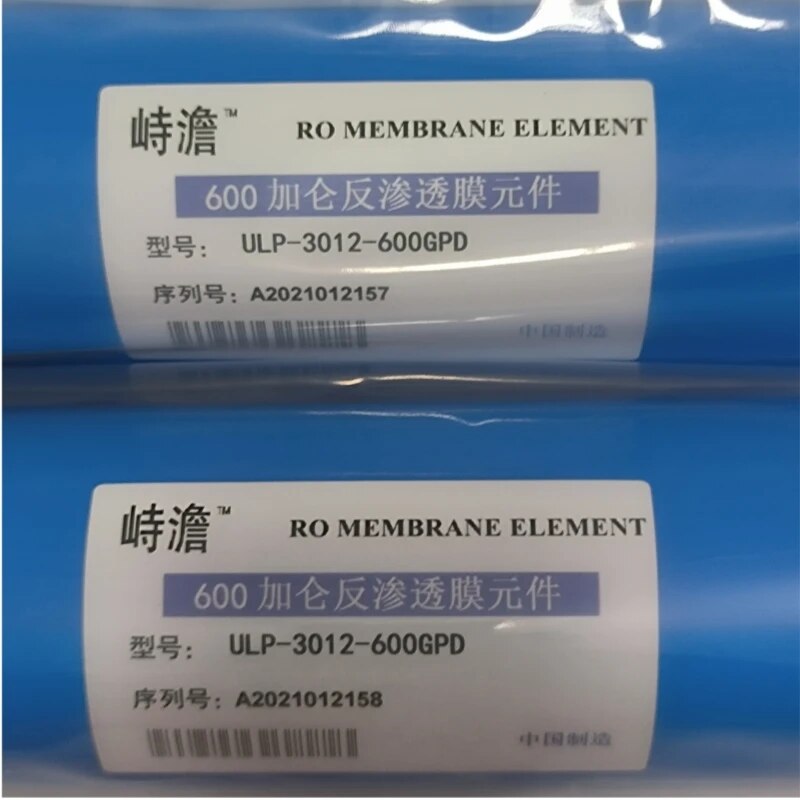 峙澹™ RO MEMBRANE ELEMENT
600 加仑反渗透膜元件
型号: ULP-3012-600GPD
序列号: A2021012157
中国制造
峙澹™ RO MEMBRANE ELEMENT
600 加仑反渗透膜元件
型号: ULP-3012-600GPD
序列号: A2021012158
中国制造